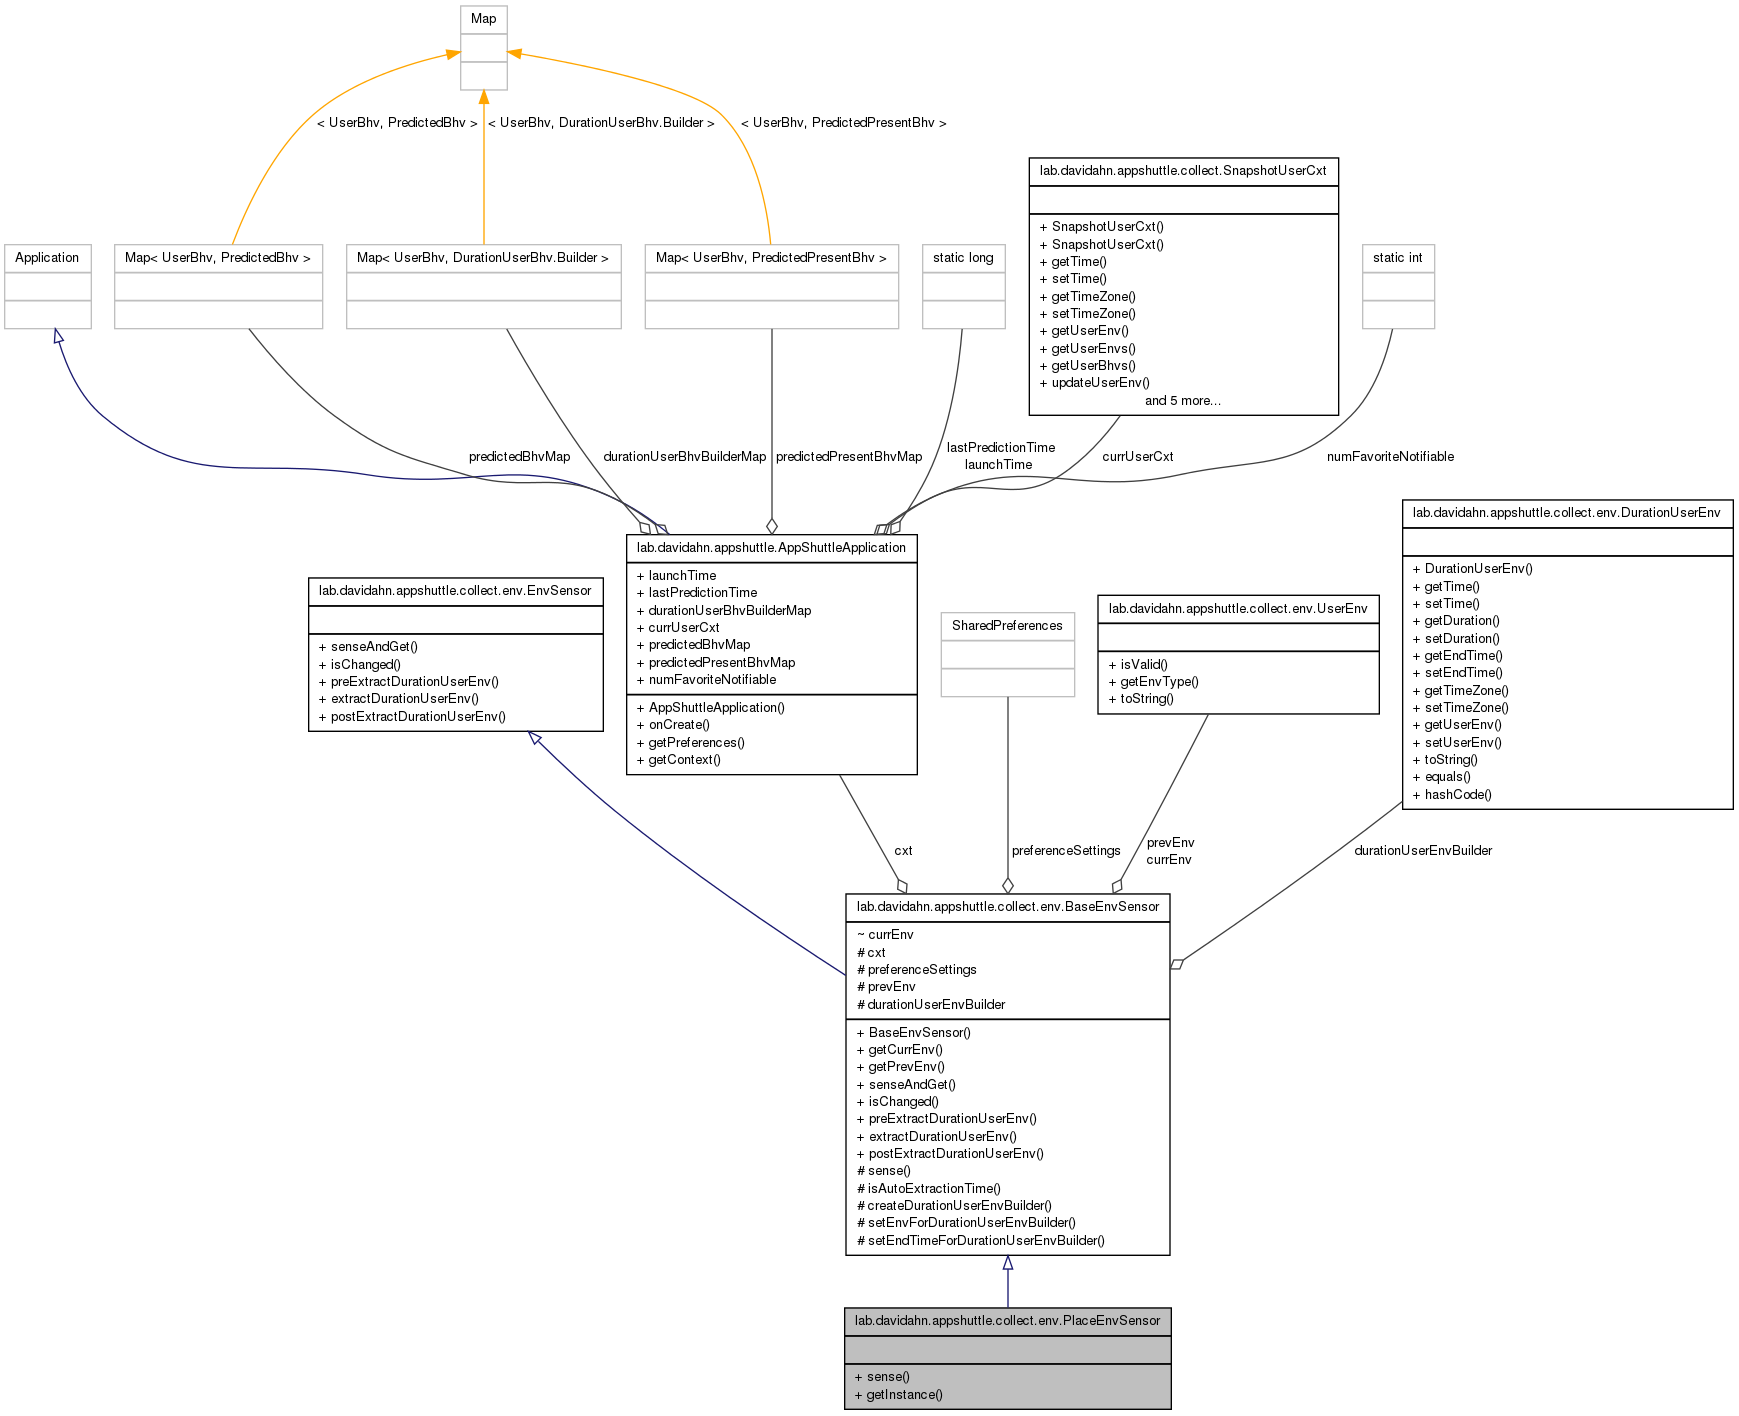 Map
< UserBhv, PredictedBhv >
< UserBhv, DurationUserBhv.Builder >
< UserBhv, PredictedPresentBhv >
lab.davidahn.appshuttle.collect.SnapshotUserCxt
+ SnapshotUserCxt()
+ SnapshotUserCxt()
+ getTime()
+ setTime()
+ getTimeZone()
+ setTimeZone()
+ getUserEnv()
+ getUserEnvs()
+ getUserBhvs()
+ updateUserEnv()
and 5 more...
Application
Map< UserBhv, PredictedBhv >
Map< UserBhv, DurationUserBhv.Builder >
Map< UserBhv, PredictedPresentBhv >
static long
static int
predictedBhvMap
durationUserBhvBuilderMap
predictedPresentBhvMap
lastPredictionTime
launchTime
currUserCxt
numFavoriteNotifiable
lab.davidahn.appshuttle.collect.env.DurationUserEnv
+ DurationUserEnv()
+ getTime()
+ setTime()
+ getDuration()
+ setDuration()
+ getEndTime()
+ setEndTime()
+ getTimeZone()
+ setTimeZone()
+ getUserEnv()
+ setUserEnv()
+ toString()
+ equals()
+ hashCode()
lab.davidahn.appshuttle.AppShuttleApplication
+ launchTime
+ lastPredictionTime
+ durationUserBhvBuilderMap
+ currUserCxt
+ predictedBhvMap
+ predictedPresentBhvMap
+ numFavoriteNotifiable
+ AppShuttleApplication()
+ onCreate()
+ getPreferences()
+ getContext()
lab.davidahn.appshuttle.collect.env.EnvSensor
+ senseAndGet()
+ isChanged()
+ preExtractDurationUserEnv()
+ extractDurationUserEnv()
+ postExtractDurationUserEnv()
SharedPreferences
lab.davidahn.appshuttle.collect.env.UserEnv
+ isValid()
+ getEnvType()
+ toString()
cxt
preferenceSettings
prevEnv
currEnv
durationUserEnvBuilder
lab.davidahn.appshuttle.collect.env.BaseEnvSensor
~ currEnv
# cxt
# preferenceSettings
# prevEnv
# durationUserEnvBuilder
+ BaseEnvSensor()
+ getCurrEnv()
+ getPrevEnv()
+ senseAndGet()
+ isChanged()
+ preExtractDurationUserEnv()
+ extractDurationUserEnv()
+ postExtractDurationUserEnv()
# sense()
# isAutoExtractionTime()
# createDurationUserEnvBuilder()
# setEnvForDurationUserEnvBuilder()
# setEndTimeForDurationUserEnvBuilder()
lab.davidahn.appshuttle.collect.env.PlaceEnvSensor
+ sense()
+ getInstance()